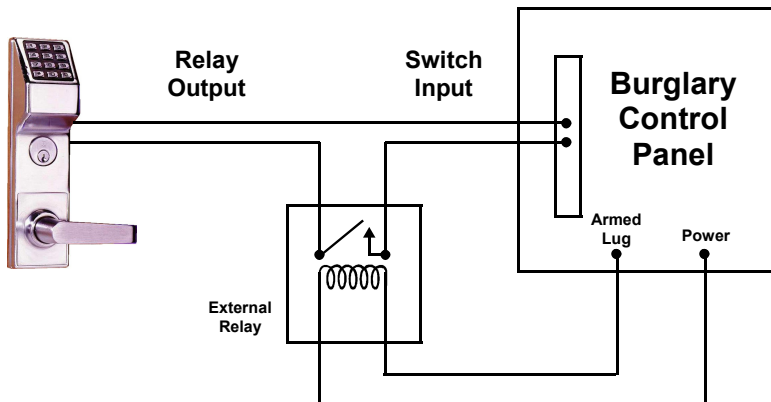 Relay
Output
Switch
Input
Burglary
Control
Panel
Armed
Lug
Power
External
Relay